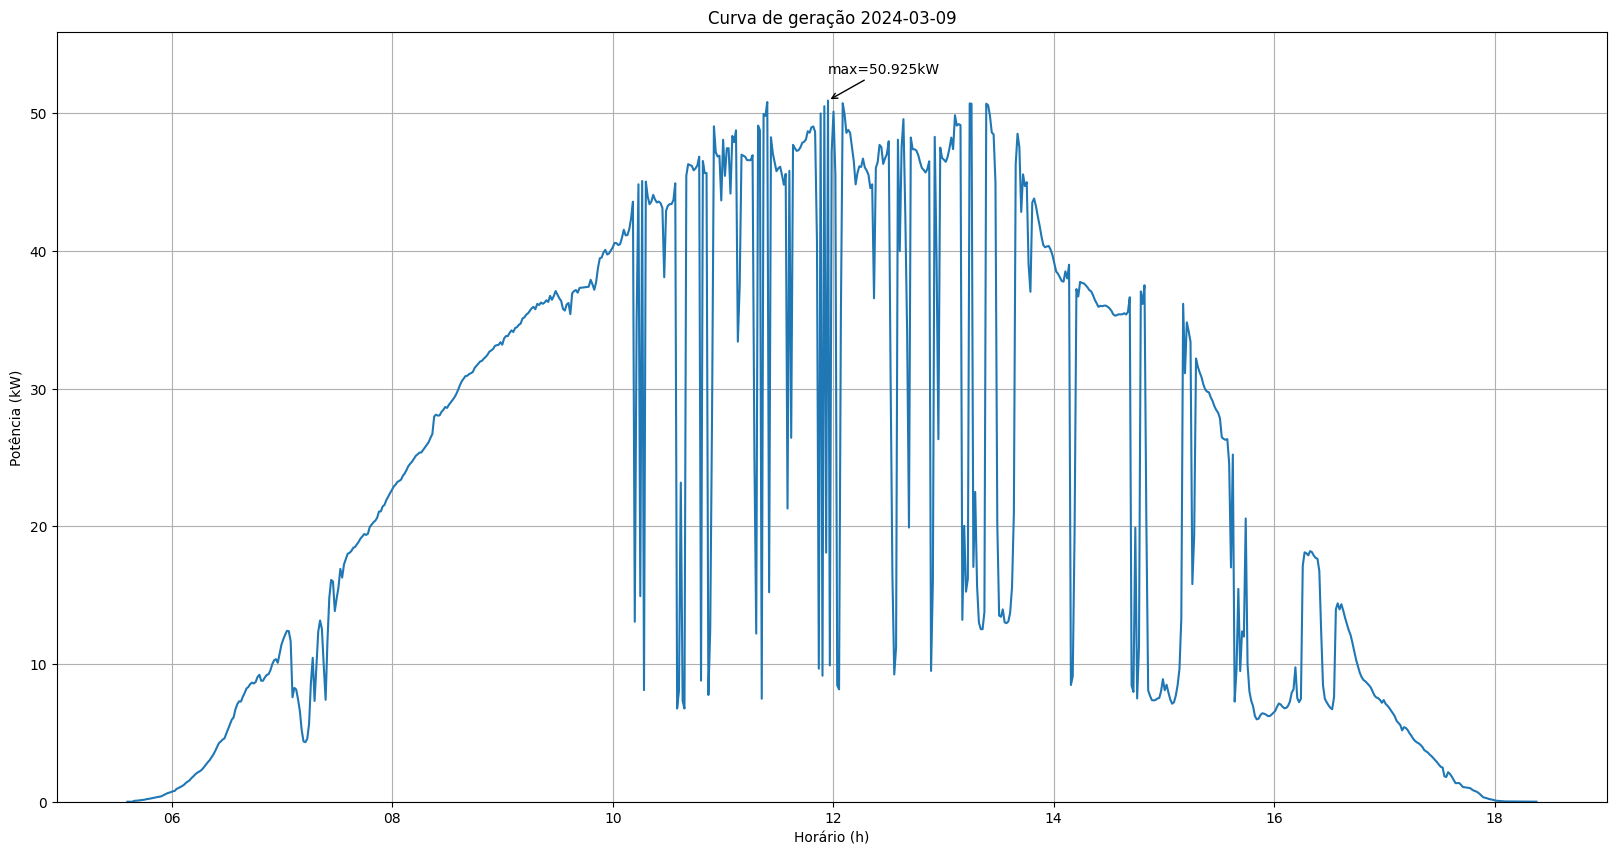 Curva de geração 2024-03-09
max=50.925kW
Potência (kW)
50
40
30
20
10
0
06 08 10 12 14 16 18
Horário (h)